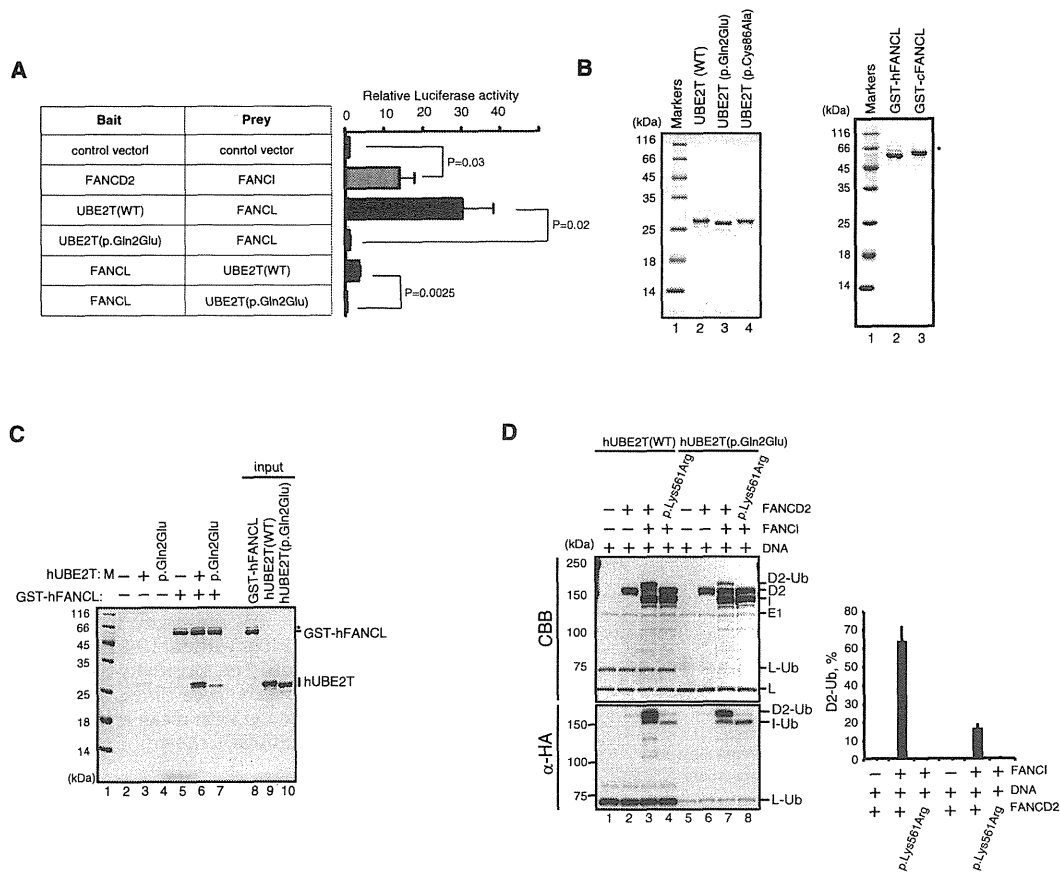 A
Relative Luciferase activity
0 10 20 30 40
Bait Prey
control vectorl conrtol vector
FANCD2 FANCI
UBE2T(WT) FANCL
UBE2T(p.Gln2Glu) FANCL
FANCL UBE2T(WT)
FANCL UBE2T(p.Gln2Glu)
P=0.03
P=0.02
P=0.0025
B
(kDa)
Markers
UBE2T (WT)
UBE2T (p.Gln2Glu)
UBE2T (p.Cys86Ala)
116
66
45
35
25
18
14
1 2 3 4
(kDa)
Markers
GST-hFANCL
GST-cFANCL
116
66
45
35
25
18
14
*
1 2 3
C
input
p.Gln2Glu
p.Gln2Glu
GST-hFANCL
hUBE2T(WT)
hUBE2T(p.Gln2Glu)
hUBE2T: M − + − +
GST-hFANCL: − − − + + +
116
66
45
35
25
18
14
(kDa)
*
GST-hFANCL
hUBE2T
1 2 3 4 5 6 7 8 9 10
D
hUBE2T(WT) hUBE2T(p.Gln2Glu)
p.Lys561Arg
p.Lys561Arg
− + + − + + FANCD2
+ + + + FANCI
+ + + + + + + + DNA
(kDa)
250
150
100
75
CBB
D2-Ub
D2
I
E1
L-Ub
L
150
100
75
α-HA
D2-Ub
I-Ub
L-Ub
1 2 3 4 5 6 7 8
D2-Ub, %
80
70
60
50
40
30
20
10
0
− + + − + + FANCI
+ + + + + + DNA
+ + + + FANCD2
p.Lys561Arg
p.Lys561Arg